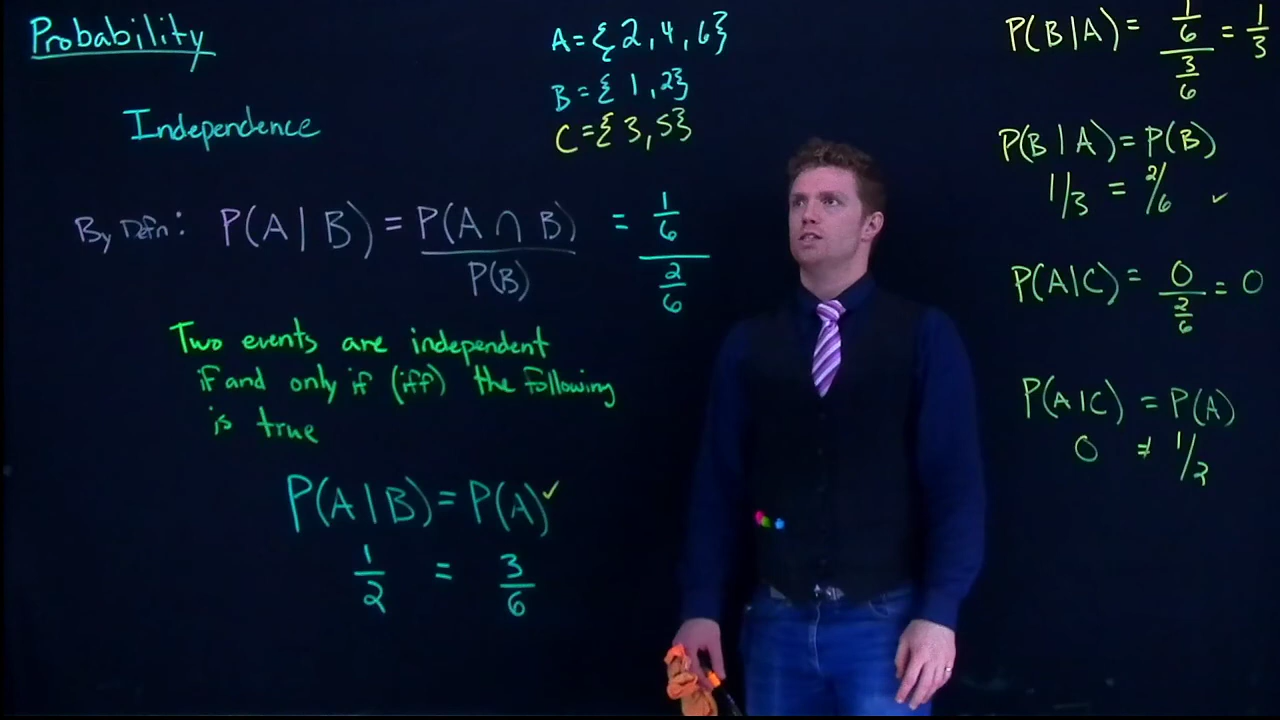 Probability
Independence
A = {2, 4, 6}
B = {1, 2}
C = {3, 5}
By Defn: P(A | B) = P(A ∩ B) / P(B) = 1/6 / 2/6
Two events are independent
if and only if (iff) the following
is true
P(A | B) = P(A) ✓
1/2 = 3/6
P(B | A) = 1/6 / 3/6 = 1/3
P(B | A) = P(B)
1/3 = 2/6 ✓
P(A | C) = 0 / 2/6 = 0
P(A | C) = P(A)
0 ≠ 1/2